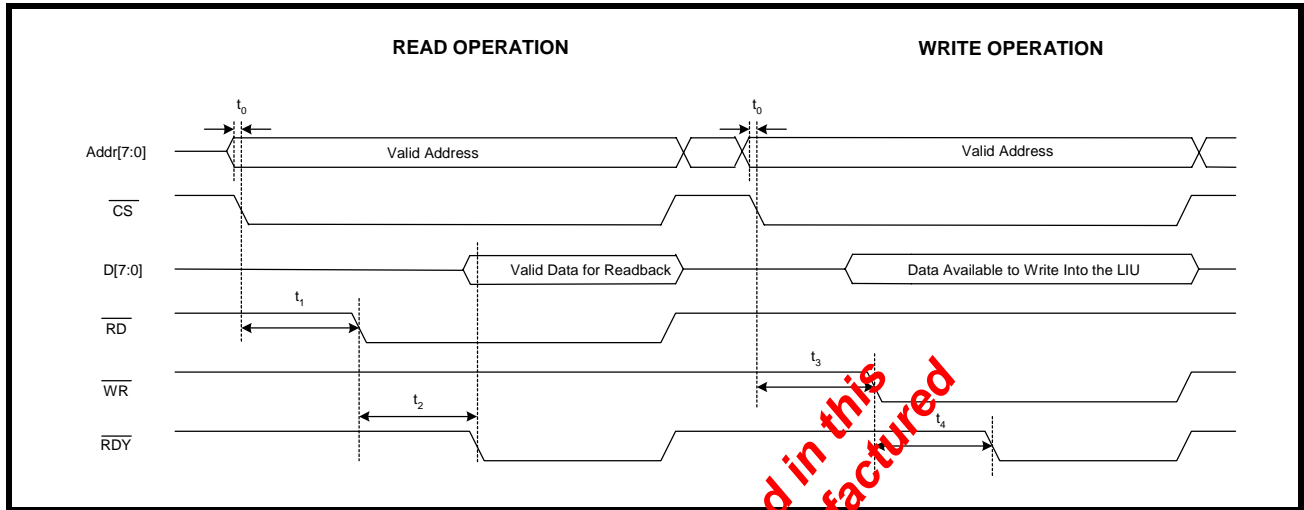 READ OPERATION
WRITE OPERATION
t0
t0
Addr[7:0]
Valid Address
Valid Address
CS
D[7:0]
Valid Data for Readback
Data Available to Write Into the LIU
t1
RD
t3
WR
t2
t4
RDY
d in this
factured